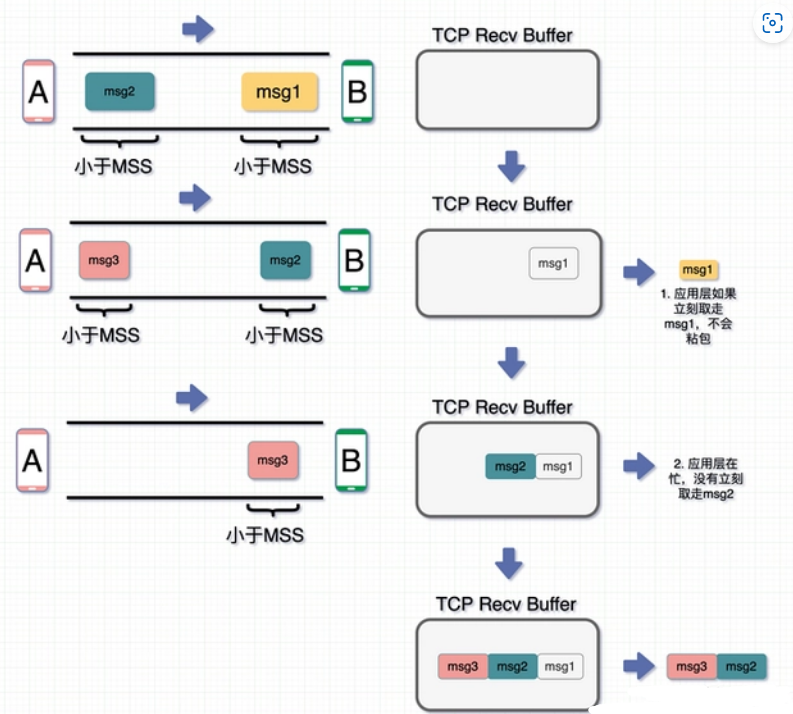 TCP Recv Buffer
A
msg2
msg1
B
小于MSS
小于MSS
TCP Recv Buffer
A
msg3
msg2
B
msg1
msg1
1. 应用层如果
立刻取走
msg1，不会
粘包
小于MSS
小于MSS
TCP Recv Buffer
A
msg3
B
msg2
msg1
2. 应用层在
忙，没有立刻
取走msg2
小于MSS
TCP Recv Buffer
msg3
msg2
msg1
msg3
msg2